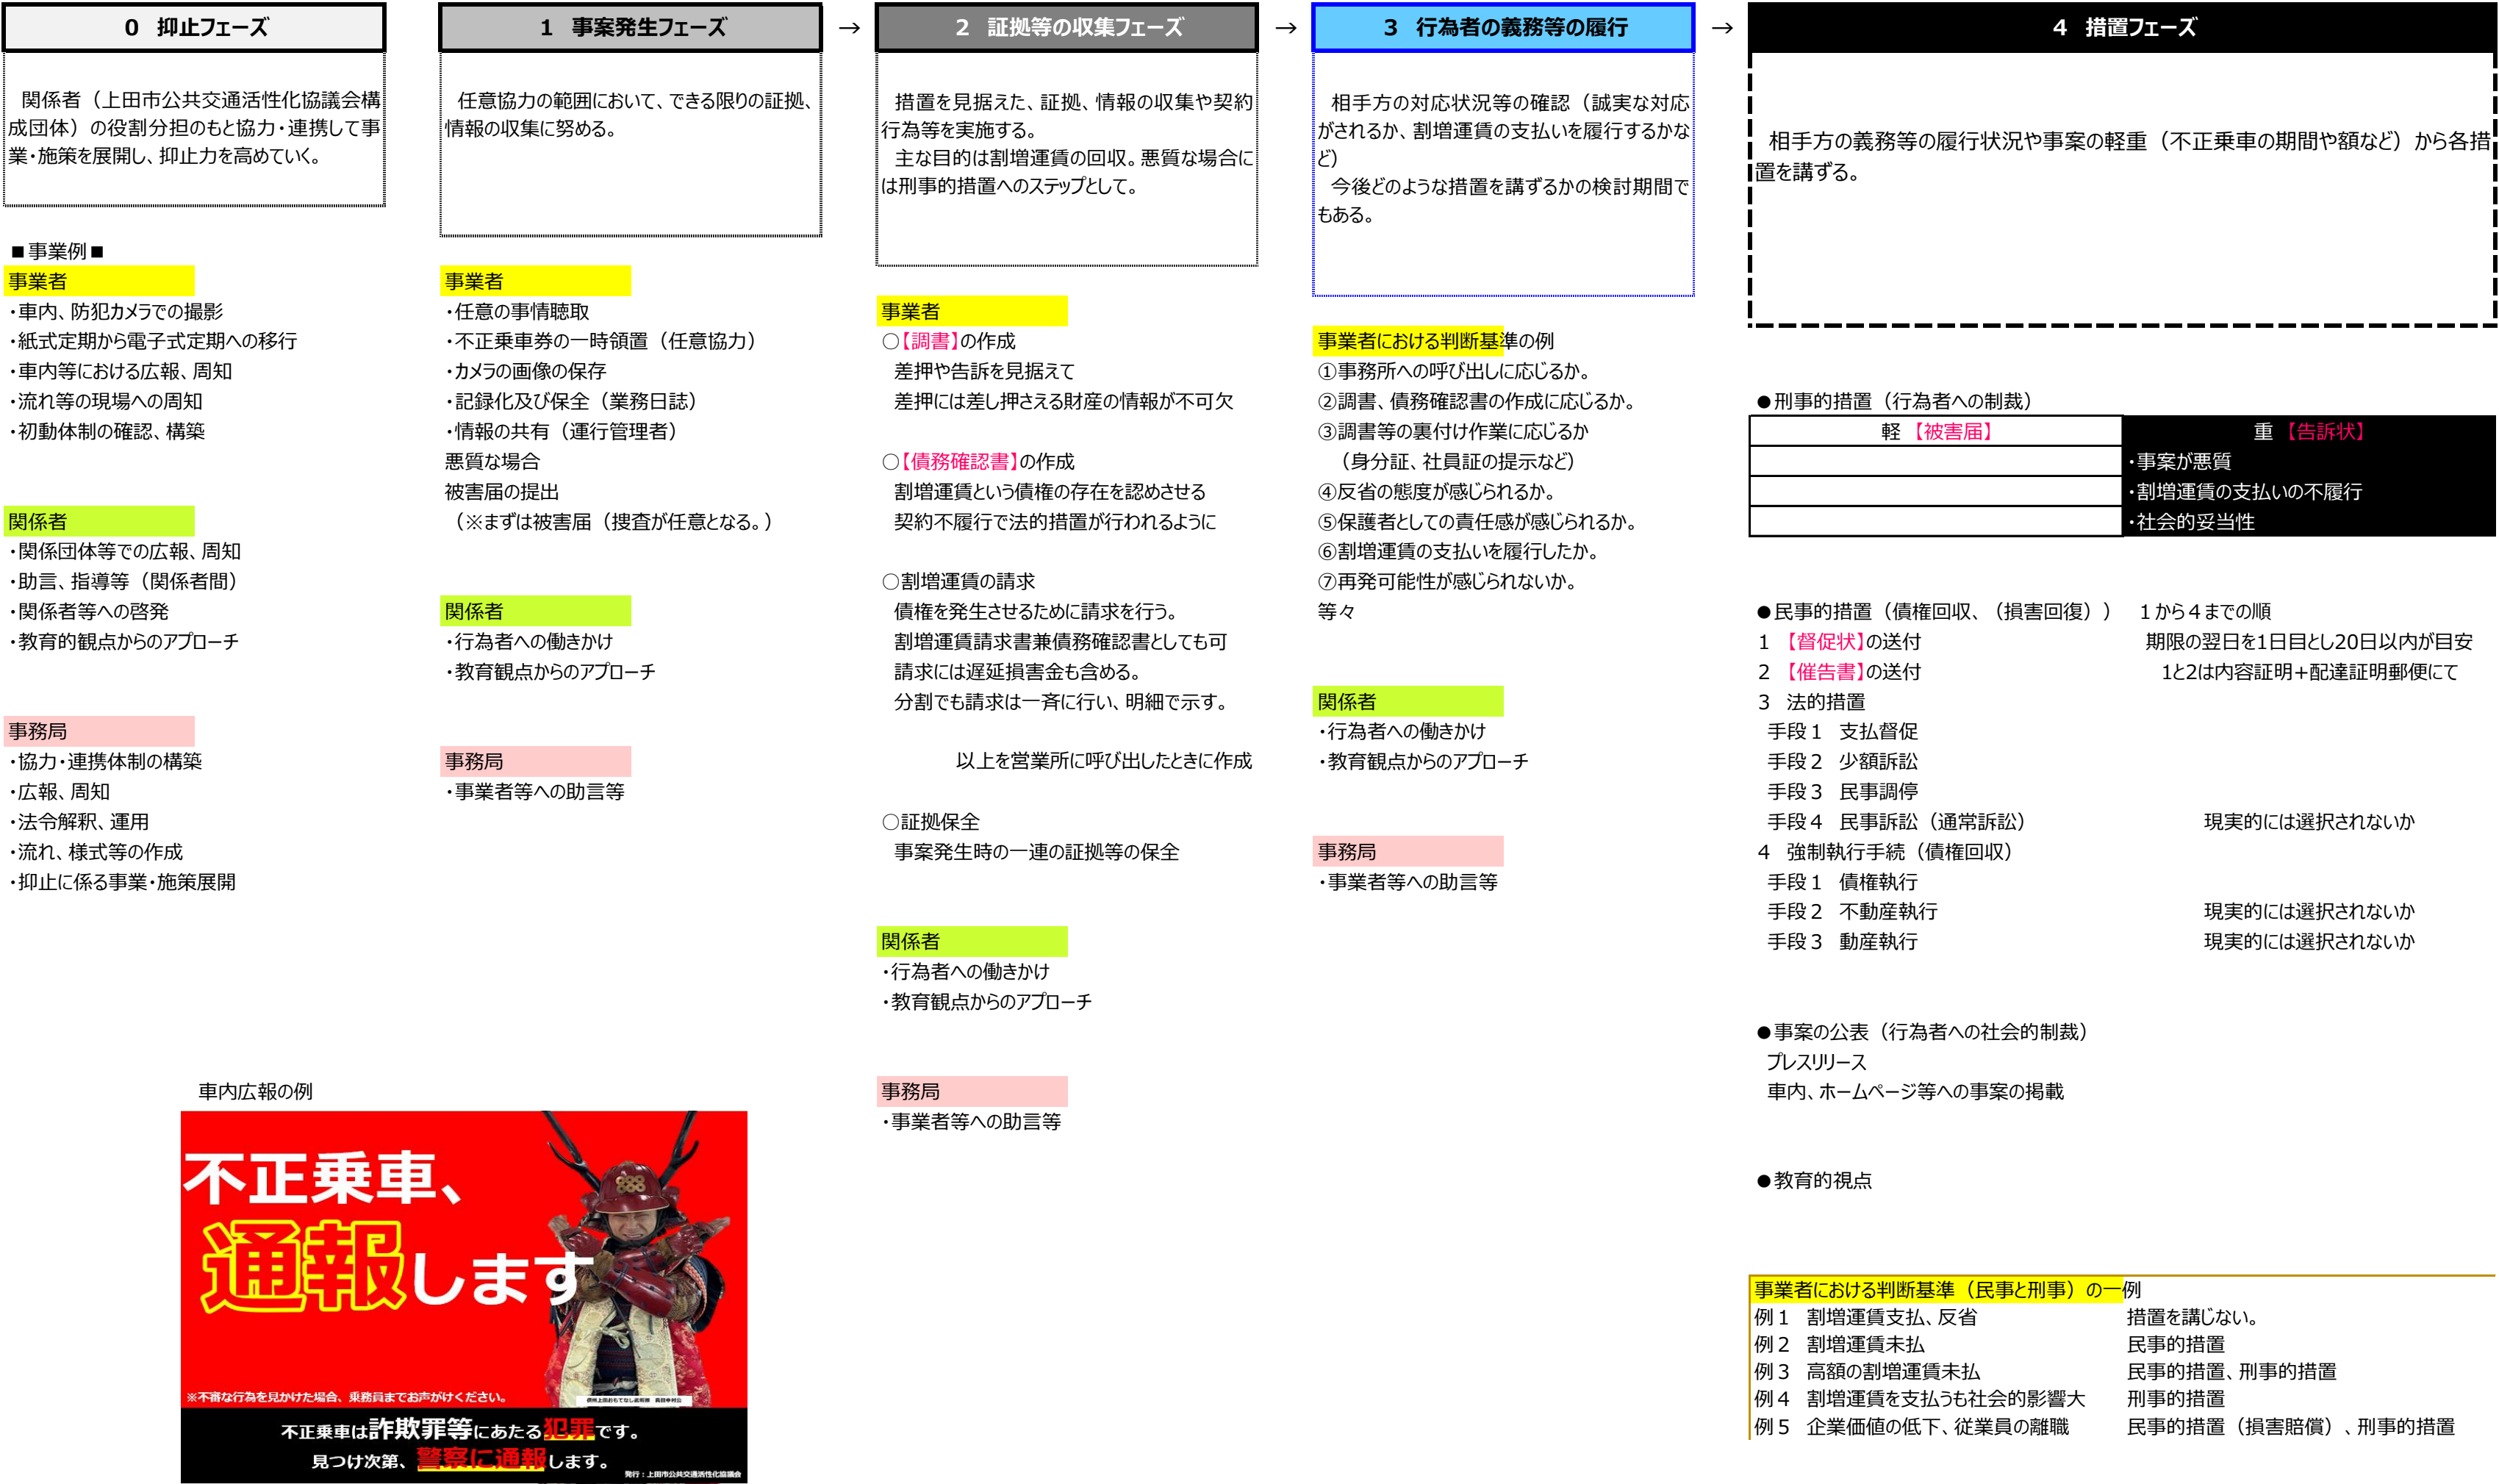 0　抑止フェーズ
関係者（上田市公共交通活性化協議会構
成団体）の役割分担のもと協力・連携して事
業・施策を展開し、抑止力を高めていく。
■事業例■
事業者
・車内、防犯カメラでの撮影
・紙式定期から電子式定期への移行
・車内等における広報、周知
・流れ等の現場への周知
・初動体制の確認、構築
関係者
・関係団体等での広報、周知
・助言、指導等（関係者間）
・関係者等への啓発
・教育的観点からのアプローチ
事務局
・協力・連携体制の構築
・広報、周知
・法令解釈、運用
・流れ、様式等の作成
・抑止に係る事業・施策展開
車内広報の例
不正乗車、
通報します
※不審な行為を見かけた場合、乗務員までお声がけください。
不正乗車は詐欺罪等にあたる犯罪です。
見つけ次第、警察に通報します。
発行：上田市公共交通活性化協議会
1　事案発生フェーズ
任意協力の範囲において、できる限りの証拠、
情報の収集に努める。
事業者
・任意の事情聴取
・不正乗車券の一時領置（任意協力）
・カメラの画像の保存
・記録化及び保全（業務日誌）
・情報の共有（運行管理者）
悪質な場合
被害届の提出
（※まずは被害届（捜査が任意となる。）
関係者
・行為者への働きかけ
・教育観点からのアプローチ
事務局
・事業者等への助言等
→
2　証拠等の収集フェーズ
措置を見据えた、証拠、情報の収集や契約
行為等を実施する。
主な目的は割増運賃の回収。悪質な場合に
は刑事的措置へのステップとして。
事業者
○【調書】の作成
差押や告訴を見据えて
差押には差し押さえる財産の情報が不可欠
○【債務確認書】の作成
割増運賃という債権の存在を認めさせる
契約不履行で法的措置が行われるように
○割増運賃の請求
債権を発生させるために請求を行う。
割増運賃請求書兼債務確認書としても可
請求には遅延損害金も含める。
分割でも請求は一斉に行い、明細で示す。
以上を営業所に呼び出したときに作成
○証拠保全
事案発生時の一連の証拠等の保全
関係者
・行為者への働きかけ
・教育観点からのアプローチ
事務局
・事業者等への助言等
→
3　行為者の義務等の履行
相手方の対応状況等の確認（誠実な対応
がされるか、割増運賃の支払いを履行するかな
ど）
今後どのような措置を講ずるかの検討期間で
もある。
事業者における判断基準の例
①事務所への呼び出しに応じるか。
②調書、債務確認書の作成に応じるか。
③調書等の裏付け作業に応じるか
（身分証、社員証の提示など）
④反省の態度が感じられるか。
⑤保護者としての責任感が感じられるか。
⑥割増運賃の支払いを履行したか。
⑦再発可能性が感じられないか。
等々
関係者
・行為者への働きかけ
・教育観点からのアプローチ
事務局
・事業者等への助言等
→
4　措置フェーズ
相手方の義務等の履行状況や事案の軽重（不正乗車の期間や額など）から各措
置を講ずる。
●刑事的措置（行為者への制裁）
軽【被害届】　重【告訴状】
・事案が悪質
・割増運賃の支払いの不履行
・社会的妥当性
●民事的措置（債権回収、（損害回復））　１から４までの順
1　【督促状】の送付　期限の翌日を1日目とし20日以内が目安
2　【催告書】の送付　1と2は内容証明+配達証明郵便にて
3　法的措置
手段１　支払督促
手段２　少額訴訟
手段３　民事調停
手段４　民事訴訟（通常訴訟）　現実的には選択されないか
4　強制執行手続（債権回収）
手段１　債権執行
手段２　不動産執行　現実的には選択されないか
手段３　動産執行　現実的には選択されないか
●事案の公表（行為者への社会的制裁）
プレスリリース
車内、ホームページ等への事案の掲載
●教育的視点
事業者における判断基準（民事と刑事）の一例
例１　割増運賃支払、反省　措置を講じない。
例２　割増運賃未払　民事的措置
例３　高額の割増運賃未払　民事的措置、刑事的措置
例４　割増運賃を支払うも社会的影響大　刑事的措置
例５　企業価値の低下、従業員の離職　民事的措置（損害賠償）、刑事的措置